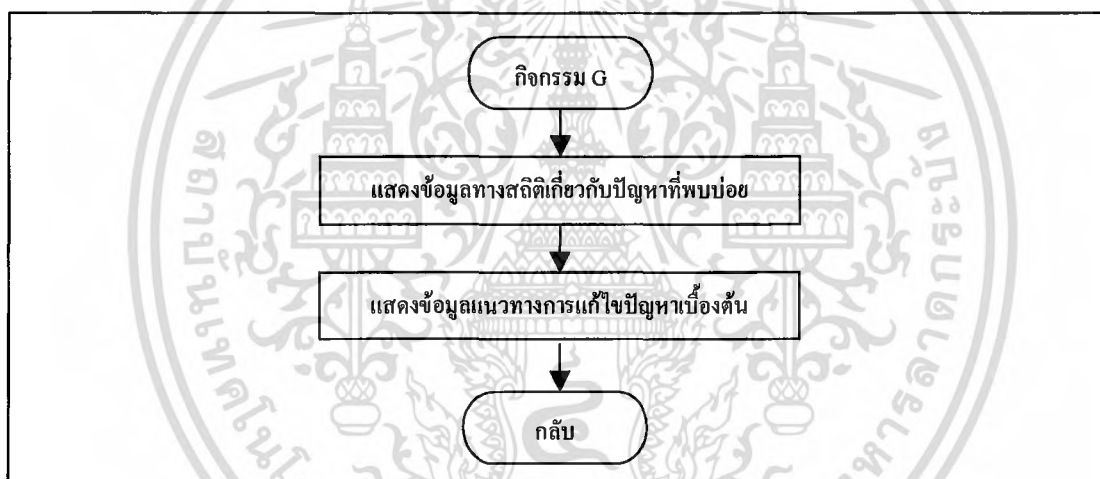 กิจกรรม G
แสดงข้อมูลทางสถิติเกี่ยวกับปัญหาที่พบบ่อย
แสดงข้อมูลแนวทางการแก้ไขปัญหาเบื้องต้น
กลับ